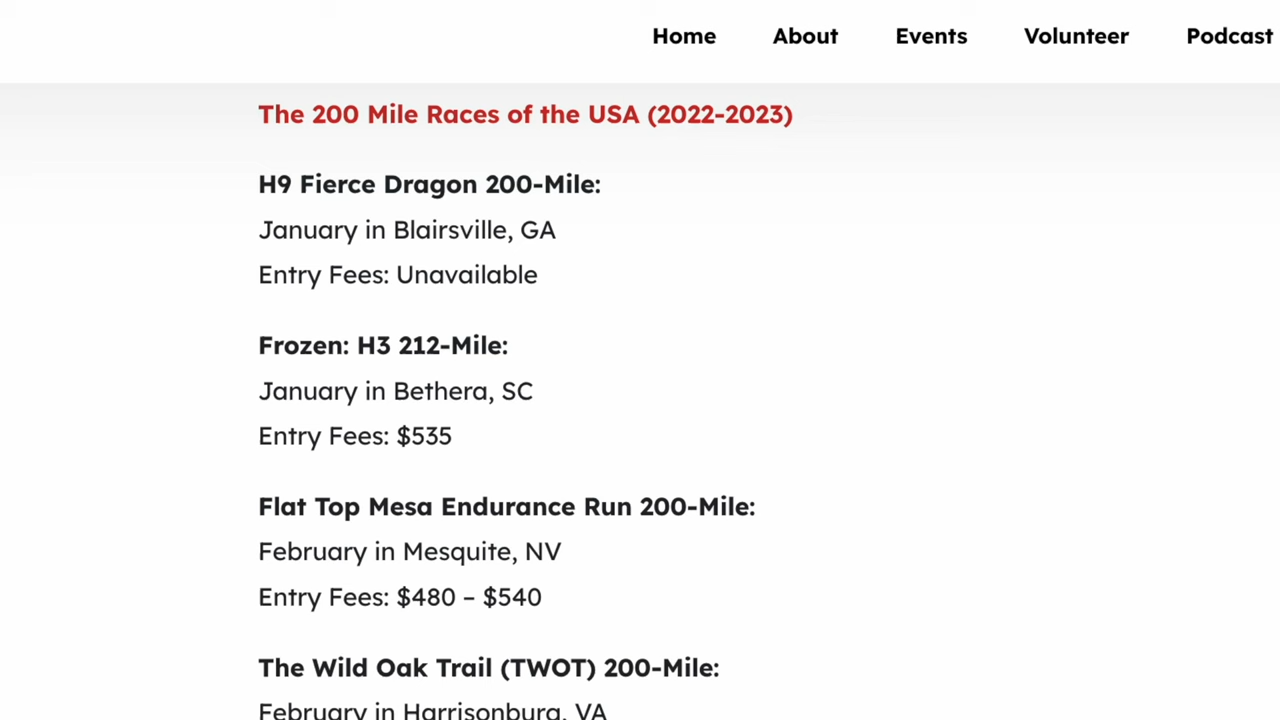 Home About Events Volunteer Podcast
The 200 Mile Races of the USA (2022-2023)
H9 Fierce Dragon 200-Mile:
January in Blairsville, GA
Entry Fees: Unavailable
Frozen: H3 212-Mile:
January in Bethera, SC
Entry Fees: $535
Flat Top Mesa Endurance Run 200-Mile:
February in Mesquite, NV
Entry Fees: $480 – $540
The Wild Oak Trail (TWOT) 200-Mile:
February in Harrisonburg, VA